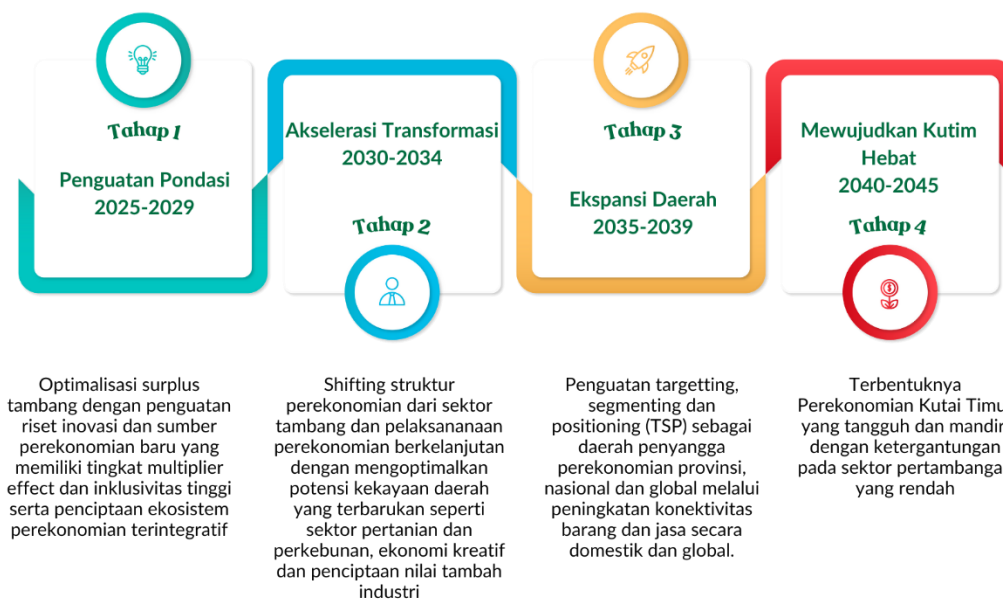 Tahap 1
Penguatan Pondasi
2025-2029
Akselerasi Transformasi
2030-2034
Tahap 2
Tahap 3
Ekspansi Daerah
2035-2039
Mewujudkan Kutim
Hebat
2040-2045
Tahap 4
Optimalisasi surplus
tambang dengan penguatan
riset inovasi dan sumber
perekonomian baru yang
memiliki tingkat multiplier
effect dan inklusivitas tinggi
serta penciptaan ekosistem
perekonomian terintegratif
Shifting struktur
perekonomian dari sektor
tambang dan pelaksananaan
perekonomian berkelanjutan
dengan mengoptimalkan
potensi kekayaan daerah
yang terbarukan seperti
sektor pertanian dan
perkebunan, ekonomi kreatif
dan penciptaan nilai tambah
industri
Penguatan targetting,
segmenting dan
positioning (TSP) sebagai
daerah penyangga
perekonomian provinsi,
nasional dan global melalui
peningkatan konektivitas
barang dan jasa secara
domestik dan global.
Terbentuknya
Perekonomian Kutai Timu
yang tangguh dan mandir
dengan ketergantungan
pada sektor pertambanga
yang rendah